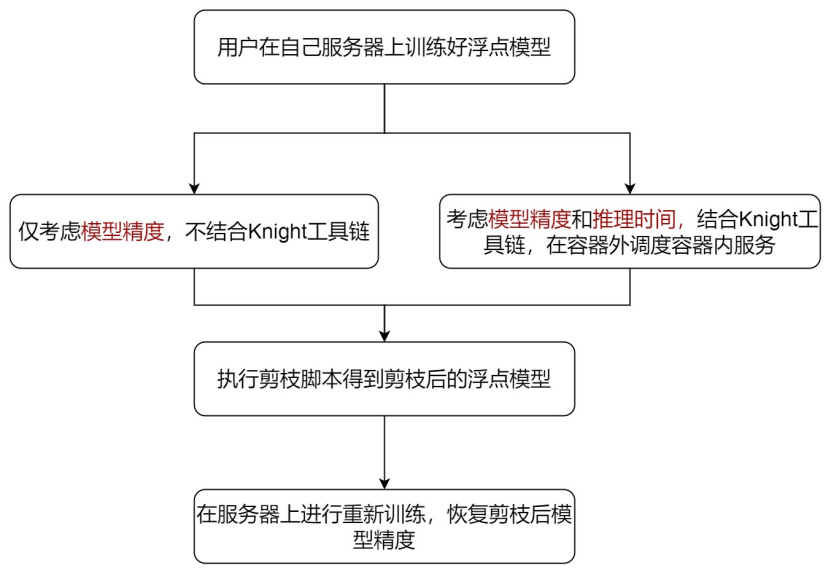 用户在自己服务器上训练好浮点模型
仅考虑模型精度，不结合Knight工具链
考虑模型精度和推理时间，结合Knight工
具链，在容器外调度容器内服务
执行剪枝脚本得到剪枝后的浮点模型
在服务器上进行重新训练，恢复剪枝后模
型精度